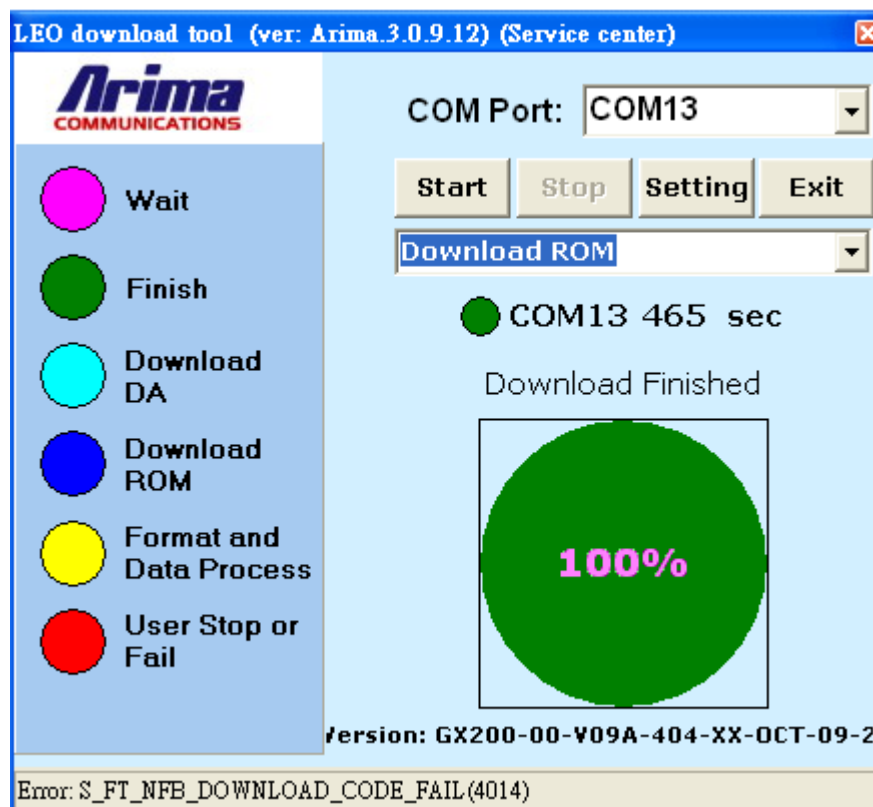 LEO download tool (ver: Arima.3.0.9.12) (Service center)
Arima
COMMUNICATIONS
COM Port: COM13
Start Stop Setting Exit
Download ROM
COM13 465 sec
Download Finished
100%
Wait
Finish
Download
DA
Download
ROM
Format and
Data Process
User Stop or
Fail
Version: GX200-00-V09A-404-XX-OCT-09-2
Error: S_FT_NFB_DOWNLOAD_CODE_FAIL(4014)